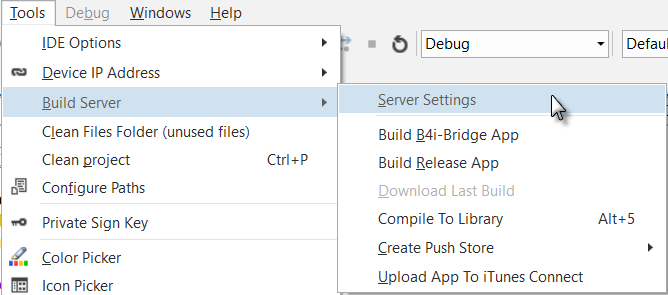 Tools Debug Windows Help
IDE Options
Device IP Address
Build Server
Clean Files Folder (unused files)
Clean project Ctrl+P
Configure Paths
Private Sign Key
Color Picker
Icon Picker
Debug
Server Settings
Build B4i-Bridge App
Build Release App
Download Last Build
Compile To Library Alt+5
Create Push Store
Upload App To iTunes Connect